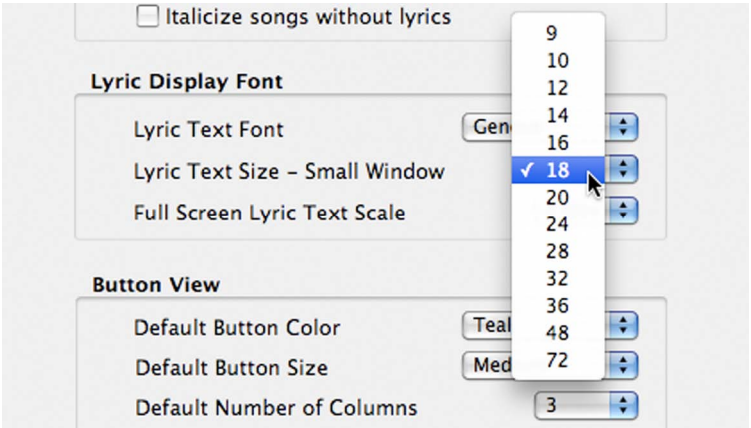 Italicize songs without lyrics
Lyric Display Font
Lyric Text Font
Lyric Text Size – Small Window
Full Screen Lyric Text Scale
9
10
12
14
16
✓ 18
20
24
28
32
36
48
72
Button View
Default Button Color Teal
Default Button Size
Default Number of Columns 3